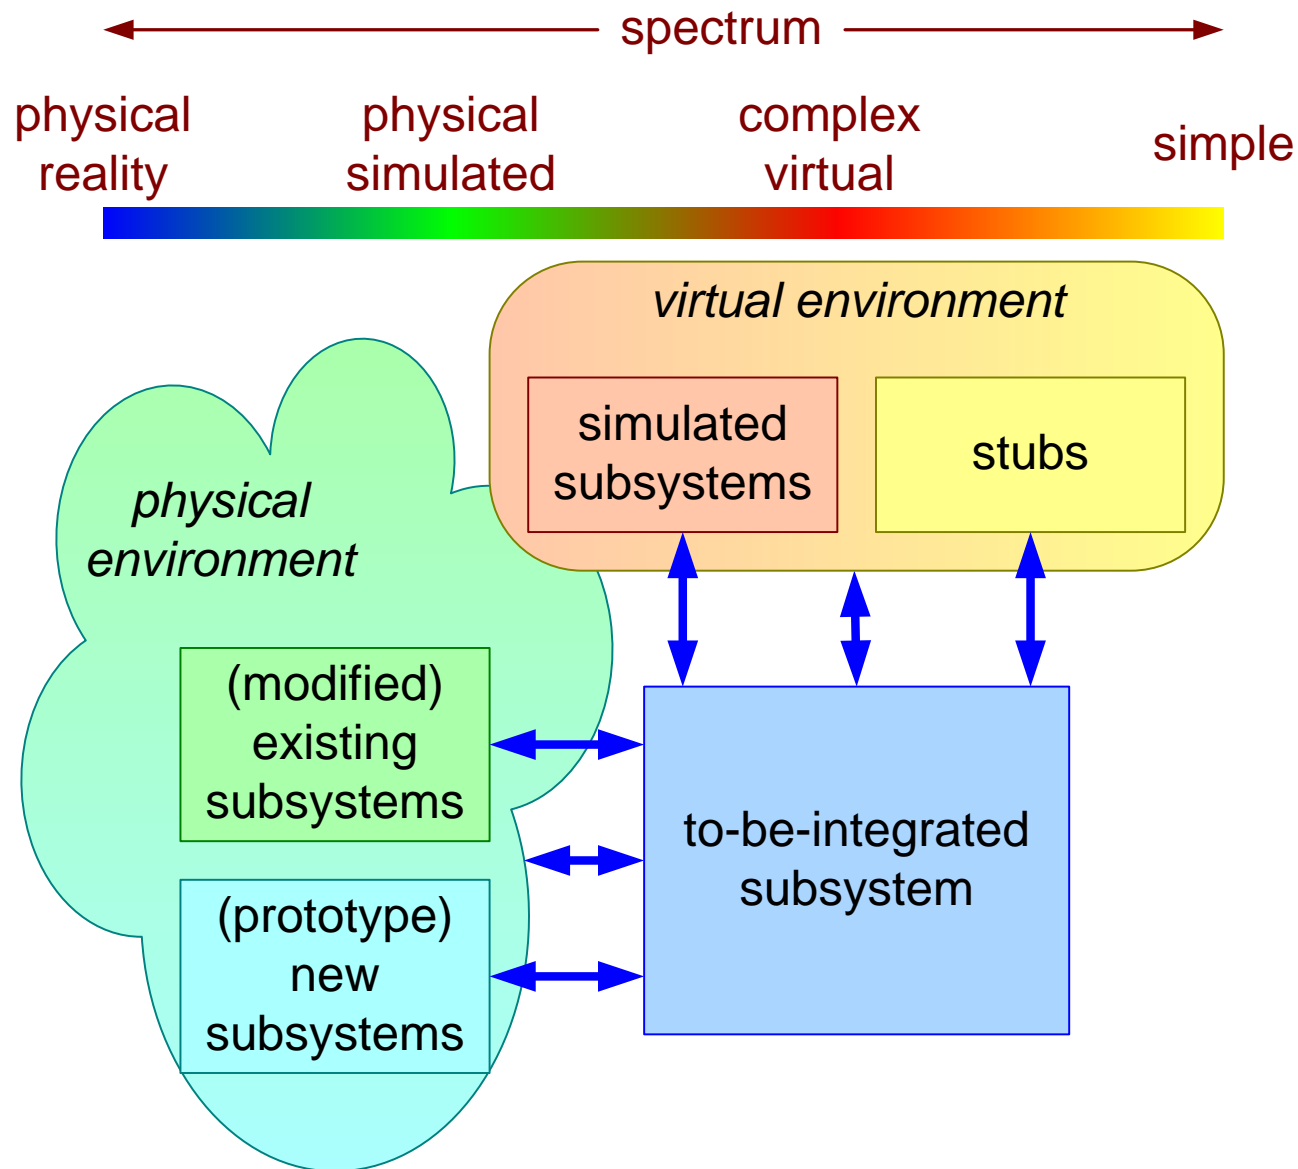 spectrum
physical
reality
physical
simulated
complex
virtual
simple
virtual environment
simulated
subsystems
stubs
physical
environment
(modified)
existing
subsystems
to-be-integrated
subsystem
(prototype)
new
subsystems